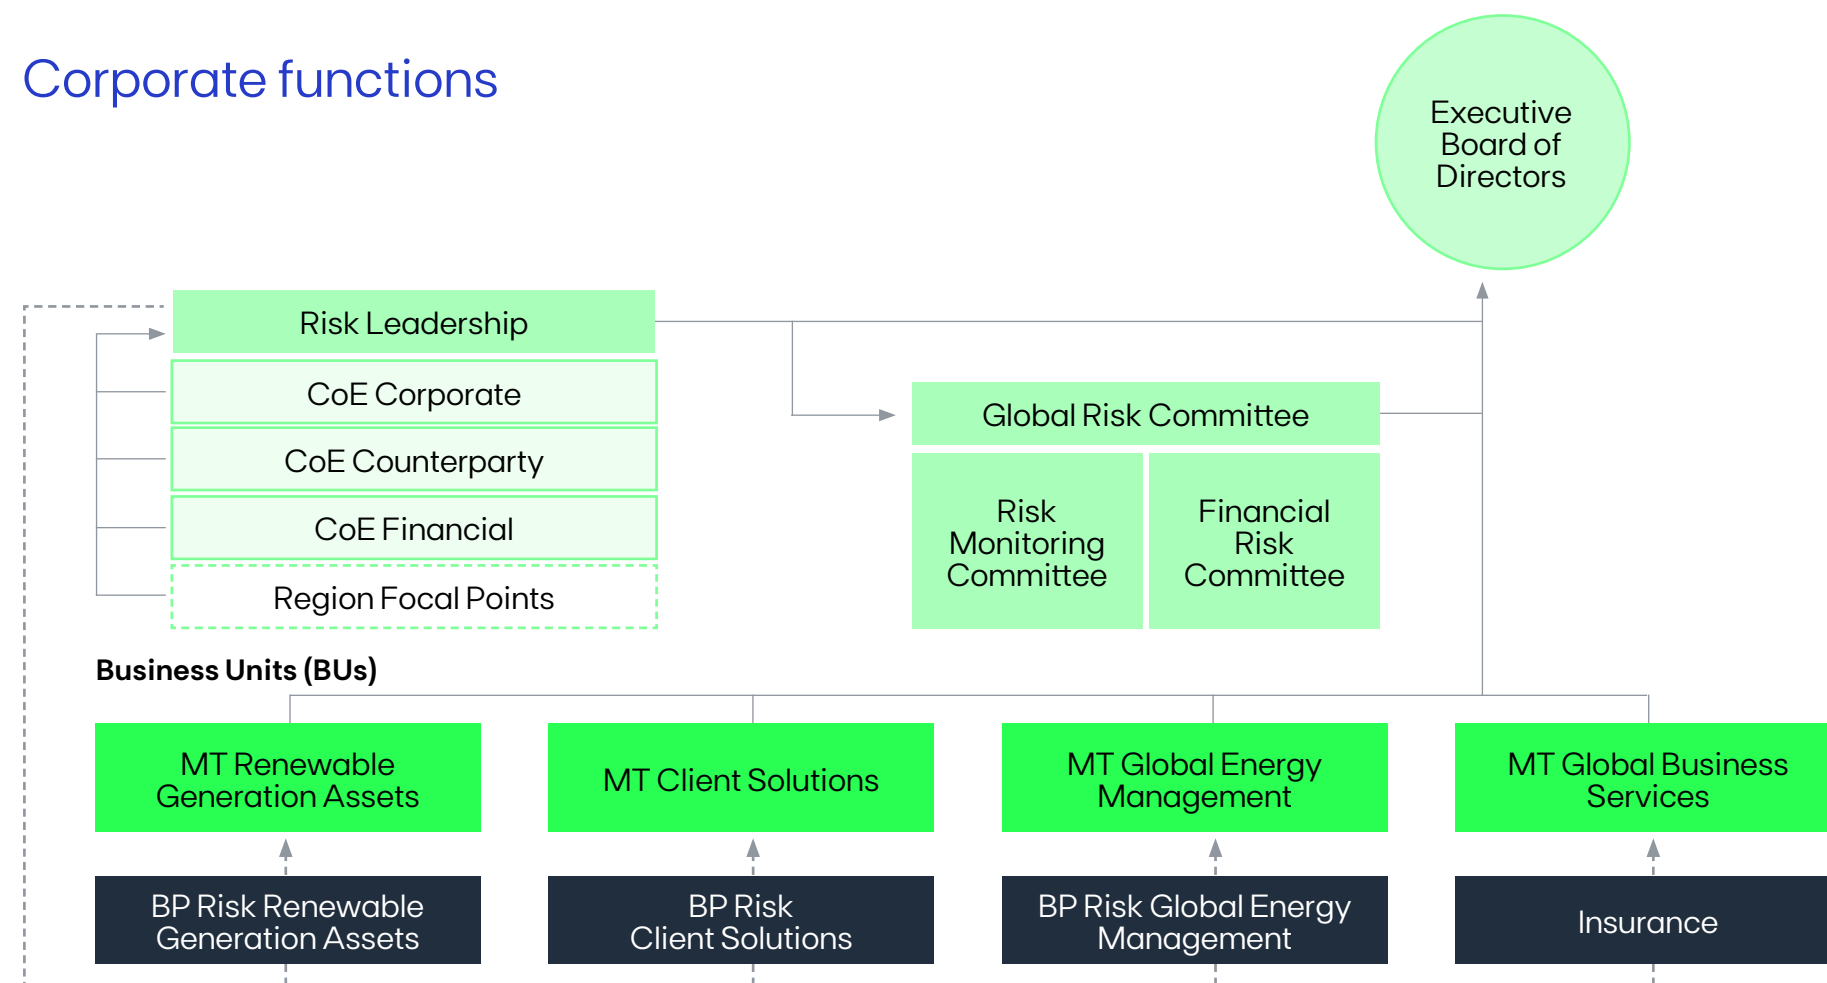 Corporate functions
Executive
Board of
Directors
Risk Leadership
CoE Corporate
CoE Counterparty
CoE Financial
Region Focal Points
Global Risk Committee
Risk
Monitoring
Committee
Financial
Risk
Committee
Business Units (BUs)
MT Renewable
Generation Assets
MT Client Solutions
MT Global Energy
Management
MT Global Business
Services
BP Risk Renewable
Generation Assets
BP Risk
Client Solutions
BP Risk Global Energy
Management
Insurance